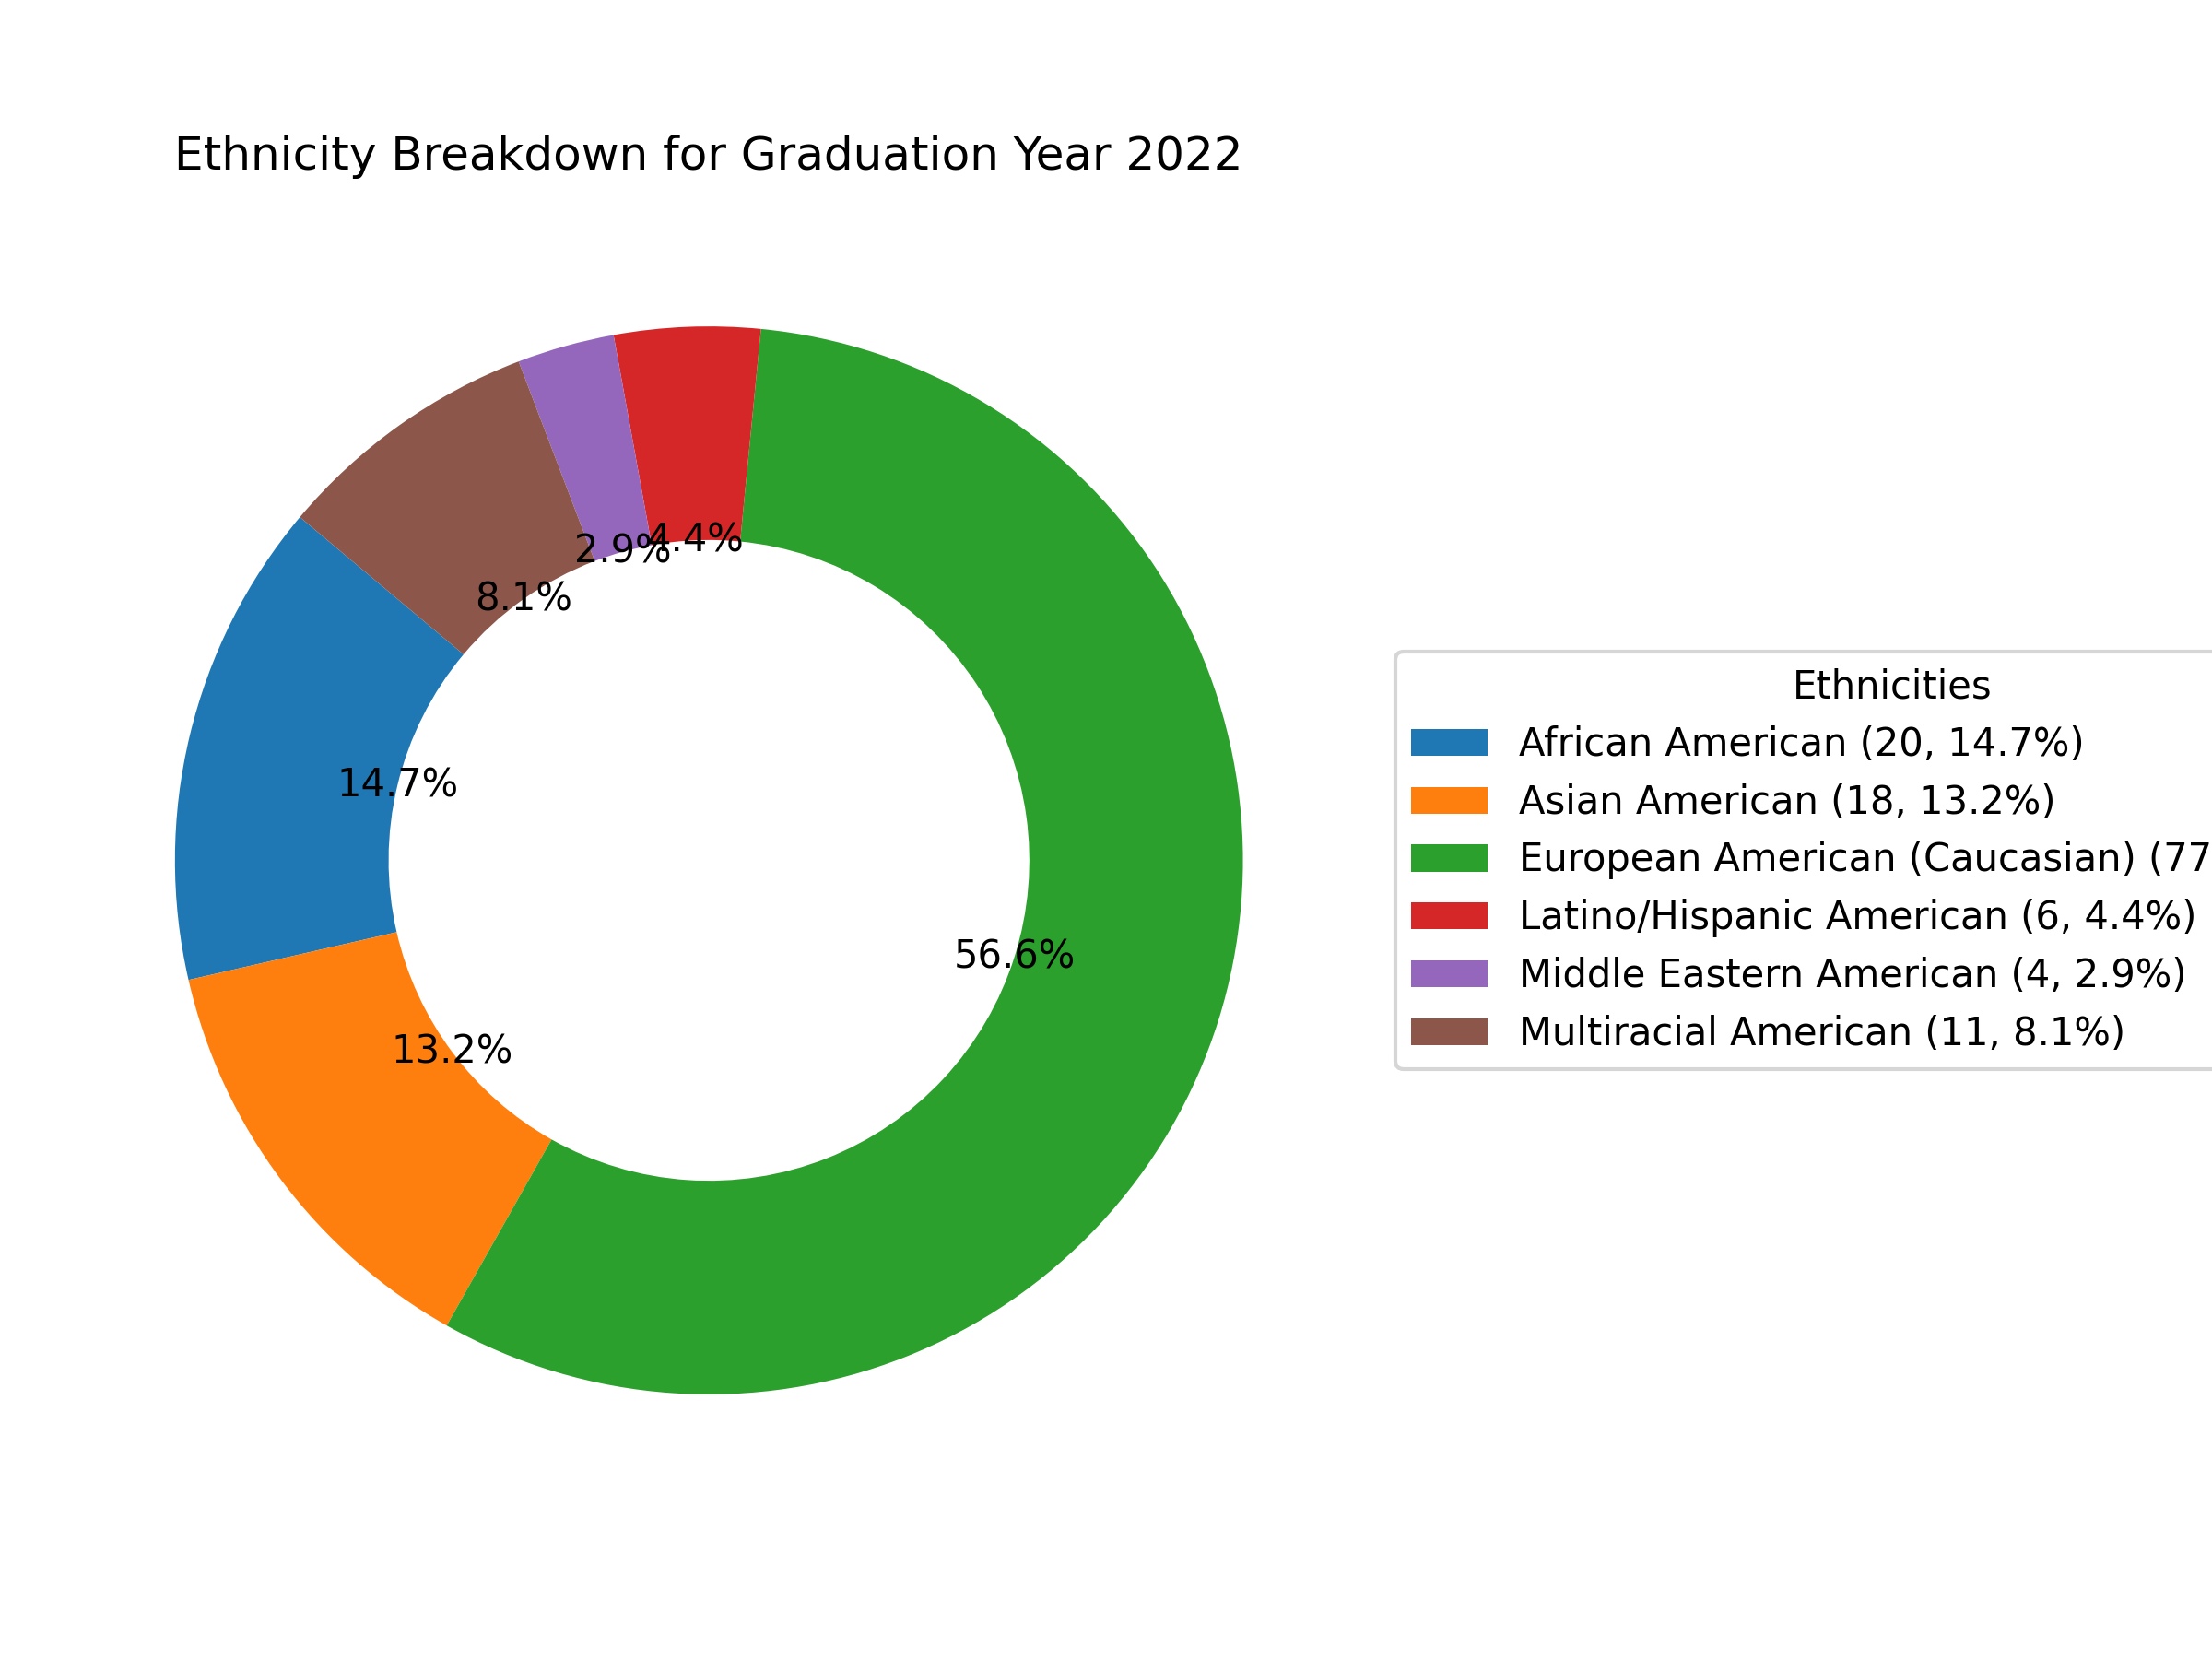 Ethnicity Breakdown for Graduation Year 2022
4.4%
2.9%
8.1%
14.7%
56.6%
13.2%
Ethnicities
African American (20, 14.7%)
Asian American (18, 13.2%)
European American (Caucasian) (77
Latino/Hispanic American (6, 4.4%)
Middle Eastern American (4, 2.9%)
Multiracial American (11, 8.1%)